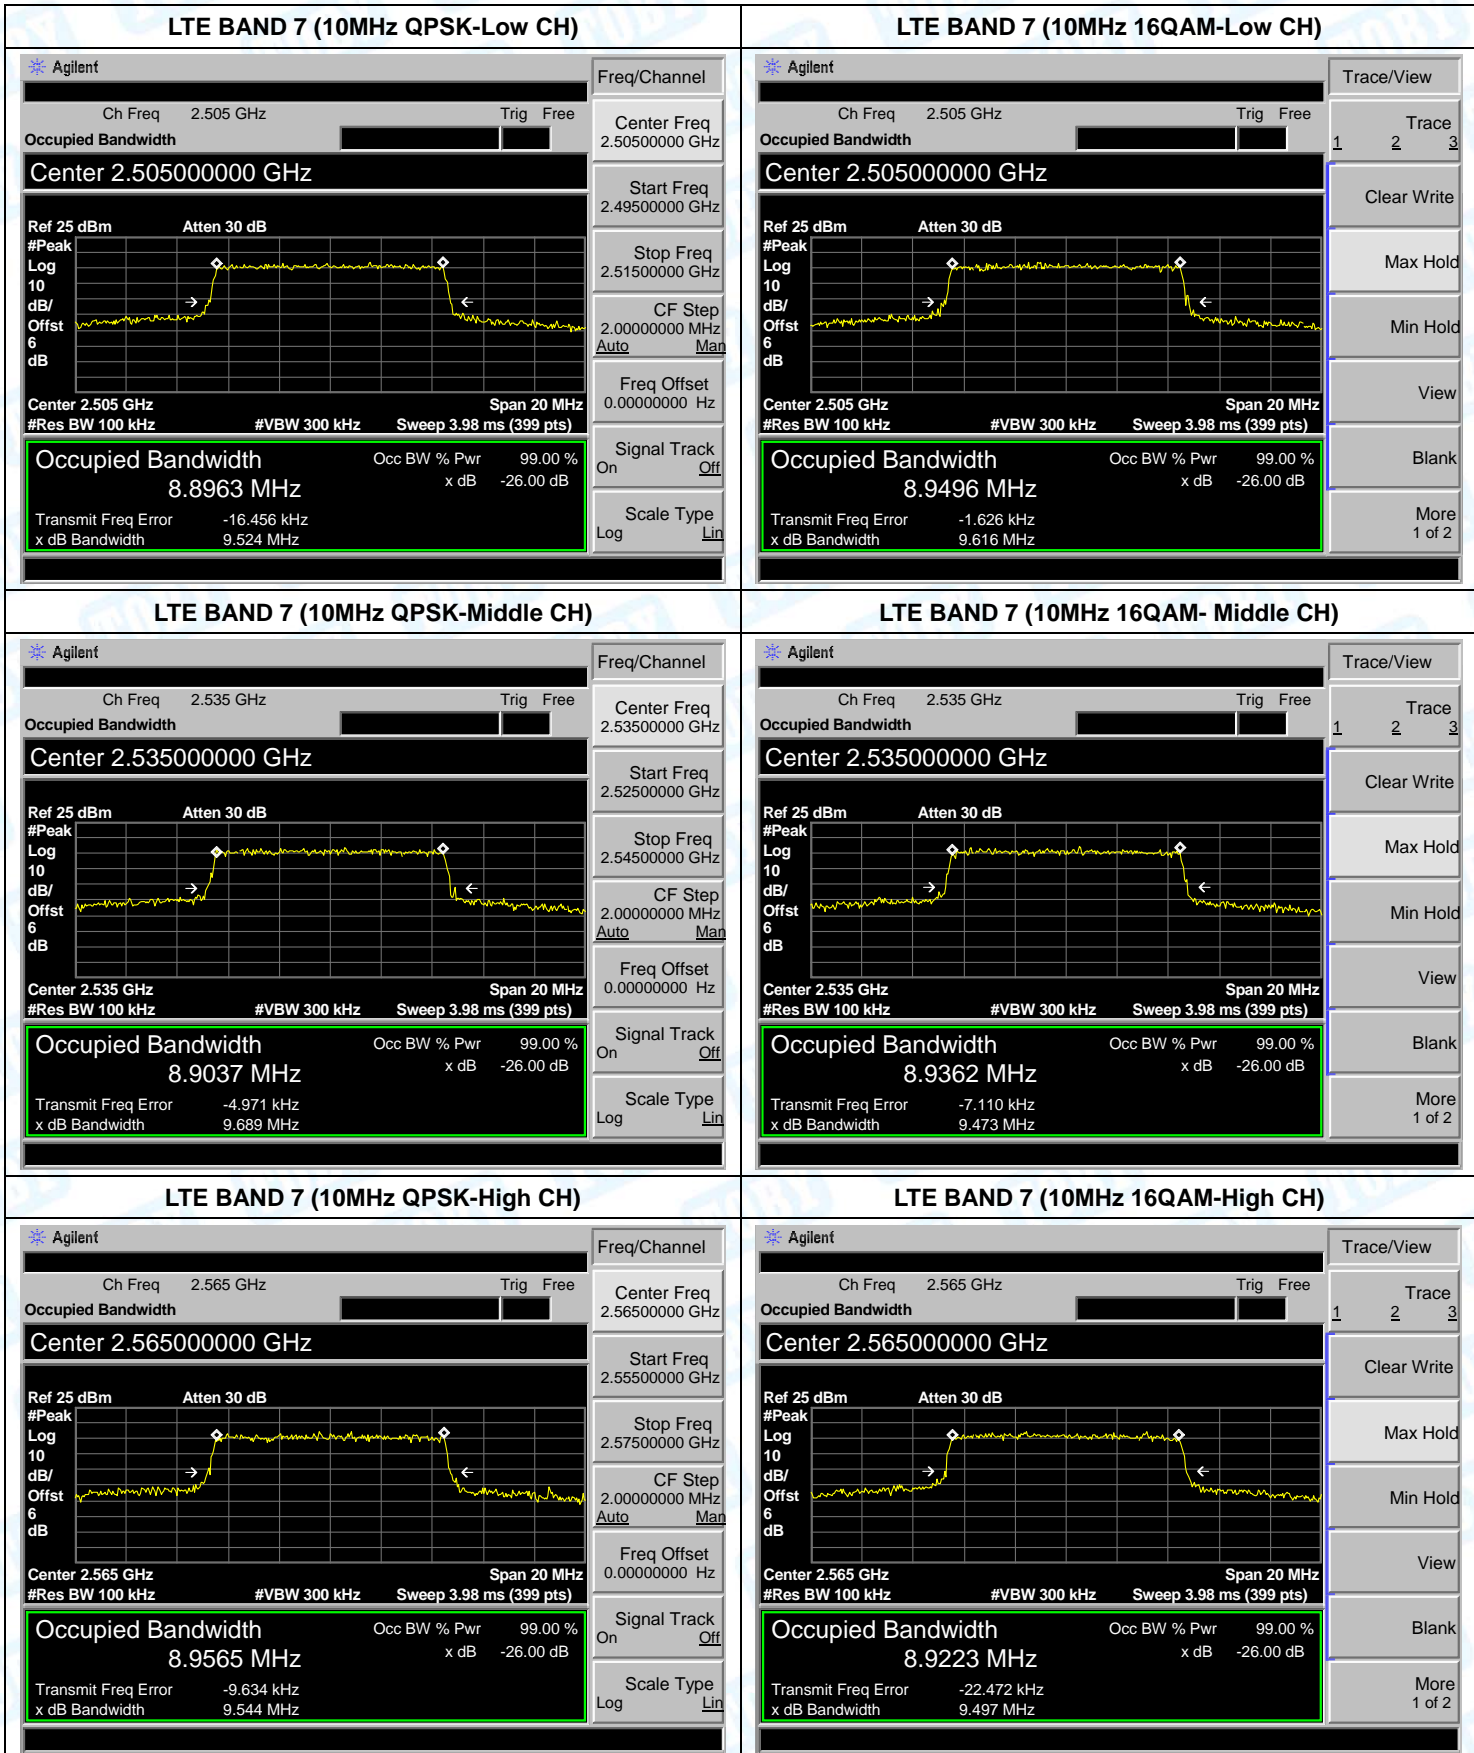 LTE BAND 7 (10MHz QPSK-Low CH)
Agilent
Freq/Channel
Ch Freq 2.505 GHz Trig Free
Occupied Bandwidth
Center 2.505000000 GHz
Ref 25 dBm Atten 30 dB
#Peak
Log
10
dB/
Offst
6
dB
Center 2.505 GHz Span 20 MHz
#Res BW 100 kHz #VBW 300 kHz Sweep 3.98 ms (399 pts)
Occupied Bandwidth Occ BW % Pwr 99.00 %
8.8963 MHz x dB -26.00 dB
Transmit Freq Error -16.456 kHz
x dB Bandwidth 9.524 MHz
Center Freq
2.50500000 GHz
Start Freq
2.49500000 GHz
Stop Freq
2.51500000 GHz
CF Step
2.00000000 MHz
Auto Man
Freq Offset
0.00000000 Hz
Signal Track
On Off
Scale Type
Log Lin
LTE BAND 7 (10MHz 16QAM-Low CH)
Agilent
Trace/View
Ch Freq 2.505 GHz Trig Free
Occupied Bandwidth
Center 2.505000000 GHz
Ref 25 dBm Atten 30 dB
#Peak
Log
10
dB/
Offst
6
dB
Center 2.505 GHz Span 20 MHz
#Res BW 100 kHz #VBW 300 kHz Sweep 3.98 ms (399 pts)
Occupied Bandwidth Occ BW % Pwr 99.00 %
8.9496 MHz x dB -26.00 dB
Transmit Freq Error -1.626 kHz
x dB Bandwidth 9.616 MHz
Trace
1 2 3
Clear Write
Max Hold
Min Hold
View
Blank
More
1 of 2
LTE BAND 7 (10MHz QPSK-Middle CH)
Agilent
Freq/Channel
Ch Freq 2.535 GHz Trig Free
Occupied Bandwidth
Center 2.535000000 GHz
Ref 25 dBm Atten 30 dB
#Peak
Log
10
dB/
Offst
6
dB
Center 2.535 GHz Span 20 MHz
#Res BW 100 kHz #VBW 300 kHz Sweep 3.98 ms (399 pts)
Occupied Bandwidth Occ BW % Pwr 99.00 %
8.9037 MHz x dB -26.00 dB
Transmit Freq Error -4.971 kHz
x dB Bandwidth 9.689 MHz
Center Freq
2.53500000 GHz
Start Freq
2.52500000 GHz
Stop Freq
2.54500000 GHz
CF Step
2.00000000 MHz
Auto Man
Freq Offset
0.00000000 Hz
Signal Track
On Off
Scale Type
Log Lin
LTE BAND 7 (10MHz 16QAM- Middle CH)
Agilent
Trace/View
Ch Freq 2.535 GHz Trig Free
Occupied Bandwidth
Center 2.535000000 GHz
Ref 25 dBm Atten 30 dB
#Peak
Log
10
dB/
Offst
6
dB
Center 2.535 GHz Span 20 MHz
#Res BW 100 kHz #VBW 300 kHz Sweep 3.98 ms (399 pts)
Occupied Bandwidth Occ BW % Pwr 99.00 %
8.9362 MHz x dB -26.00 dB
Transmit Freq Error -7.110 kHz
x dB Bandwidth 9.473 MHz
Trace
1 2 3
Clear Write
Max Hold
Min Hold
View
Blank
More
1 of 2
LTE BAND 7 (10MHz QPSK-High CH)
Agilent
Freq/Channel
Ch Freq 2.565 GHz Trig Free
Occupied Bandwidth
Center 2.565000000 GHz
Ref 25 dBm Atten 30 dB
#Peak
Log
10
dB/
Offst
6
dB
Center 2.565 GHz Span 20 MHz
#Res BW 100 kHz #VBW 300 kHz Sweep 3.98 ms (399 pts)
Occupied Bandwidth Occ BW % Pwr 99.00 %
8.9565 MHz x dB -26.00 dB
Transmit Freq Error -9.634 kHz
x dB Bandwidth 9.544 MHz
Center Freq
2.56500000 GHz
Start Freq
2.55500000 GHz
Stop Freq
2.57500000 GHz
CF Step
2.00000000 MHz
Auto Man
Freq Offset
0.00000000 Hz
Signal Track
On Off
Scale Type
Log Lin
LTE BAND 7 (10MHz 16QAM-High CH)
Agilent
Trace/View
Ch Freq 2.565 GHz Trig Free
Occupied Bandwidth
Center 2.565000000 GHz
Ref 25 dBm Atten 30 dB
#Peak
Log
10
dB/
Offst
6
dB
Center 2.565 GHz Span 20 MHz
#Res BW 100 kHz #VBW 300 kHz Sweep 3.98 ms (399 pts)
Occupied Bandwidth Occ BW % Pwr 99.00 %
8.9223 MHz x dB -26.00 dB
Transmit Freq Error -22.472 kHz
x dB Bandwidth 9.497 MHz
Trace
1 2 3
Clear Write
Max Hold
Min Hold
View
Blank
More
1 of 2